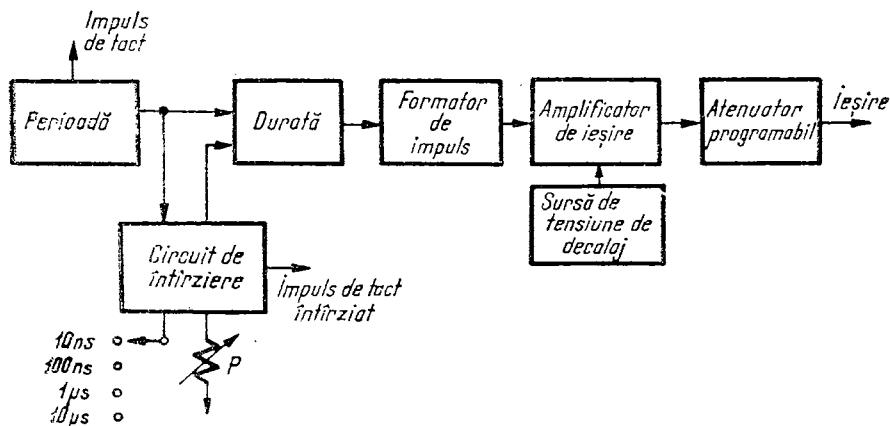 Impuls
de tact
Perioadă
Durată
Formator
de
impuls
Amplificator
de ieșire
Atenuator
programabil
Ieșire
Sursă de
tensiune de
decalaj
Circuit de
întîrziere
Impuls de tact
întîrziat
10ns
100ns
1μs
10μs
P